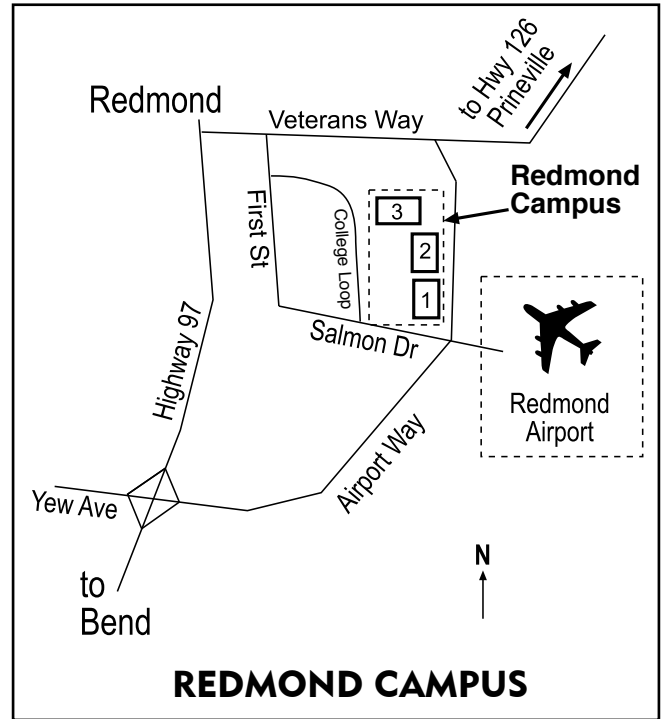 to Hwy 126
Prineville
Redmond
Veterans Way
Redmond
Campus
First St
College Loop
3
2
1
Salmon Dr
Highway 97
Redmond
Airport
Airport Way
Yew Ave
to
Bend
N
REDMOND CAMPUS